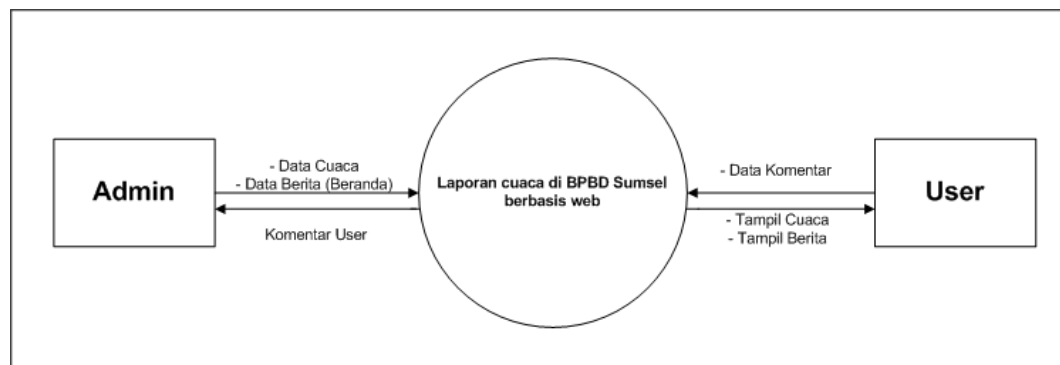 Admin
- Data Cuaca
- Data Berita (Beranda)
Komentar User
Laporan cuaca di BPBD Sumsel
berbasis web
- Data Komentar
- Tampil Cuaca
- Tampil Berita
User